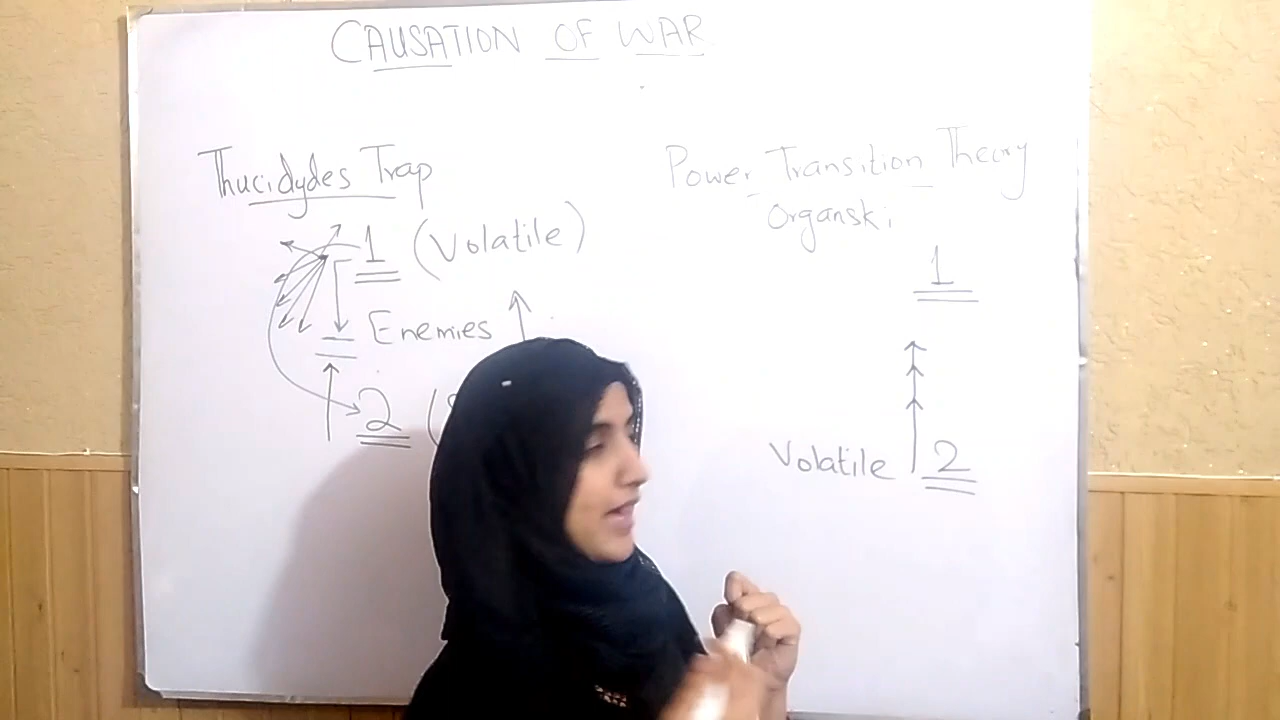 CAUSATION OF WAR
Thucidydes Trap
1 (Volatile)
Enemies
2 (
Power Transition Theory
Organski
1
Volatile 2